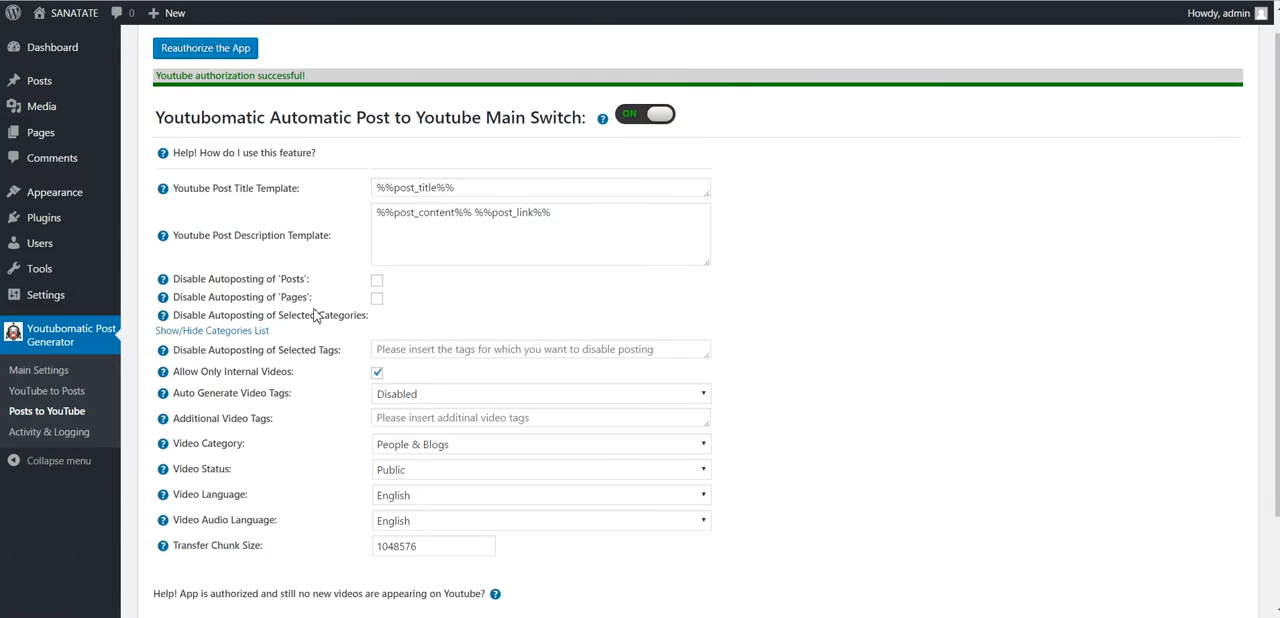 SANATATE 0 New Howdy, admin
Dashboard
Posts
Media
Pages
Comments
Appearance
Plugins
Users
Tools
Settings
Youtubomatic Post
Generator
Main Settings
YouTube to Posts
Posts to YouTube
Activity & Logging
Collapse menu
Reauthorize the App
Youtube authorization successful!
Youtubomatic Automatic Post to Youtube Main Switch: ? ON
? Help! How do I use this feature?
? Youtube Post Title Template: %%post_title%%
? Youtube Post Description Template: %%post_content%% %%post_link%%
? Disable Autoposting of 'Posts':
? Disable Autoposting of 'Pages':
? Disable Autoposting of Selected Categories:
Show/Hide Categories List
? Disable Autoposting of Selected Tags: Please insert the tags for which you want to disable posting
? Allow Only Internal Videos:
? Auto Generate Video Tags: Disabled
? Additional Video Tags: Please insert additinal video tags
? Video Category: People & Blogs
? Video Status: Public
? Video Language: English
? Video Audio Language: English
? Transfer Chunk Size: 1048576
Help! App is authorized and still no new videos are appearing on Youtube? ?